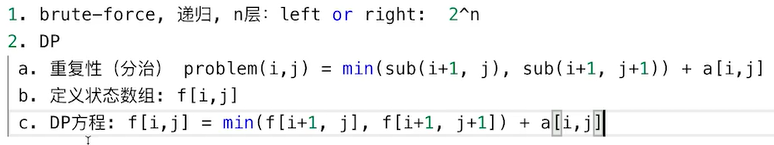 1. brute-force, 递归, n层: left or right: 2^n
2. DP
a. 重复性（分治） problem(i,j) = min(sub(i+1, j), sub(i+1, j+1)) + a[i,j]
b. 定义状态数组: f[i,j]
c. DP方程: f[i,j] = min(f[i+1, j], f[i+1, j+1]) + a[i,j]